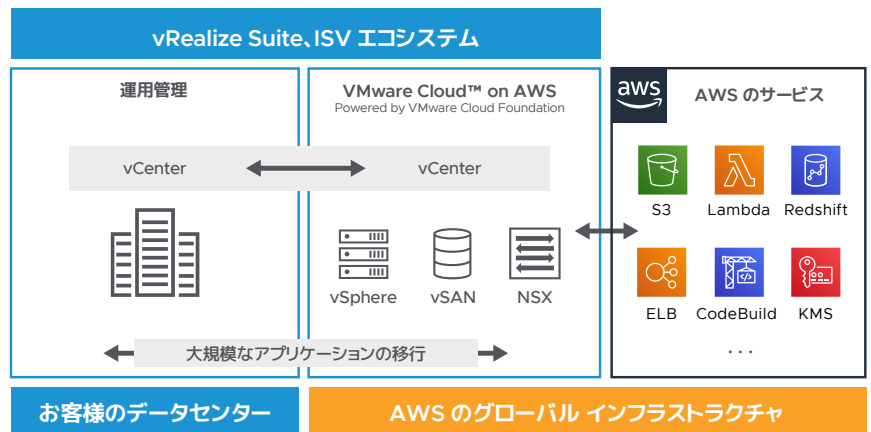 vRealize Suite、ISV エコシステム
運用管理
VMware Cloud™ on AWS
Powered by VMware Cloud Foundation
aws
AWS のサービス
vCenter
vCenter
S3
Lambda
Redshift
vSphere
vSAN
NSX
ELB
CodeBuild
KMS
大規模なアプリケーションの移行
...
お客様のデータセンター
AWS のグローバル インフラストラクチャ